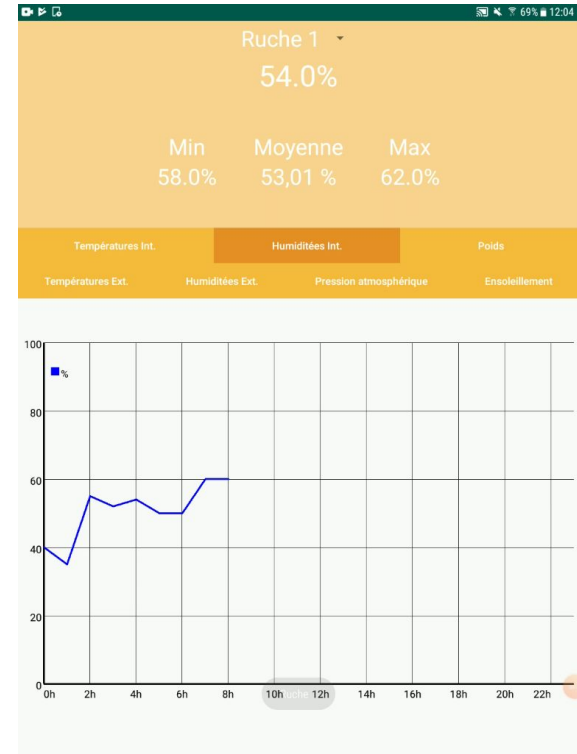 69% 12:04
Ruche 1
54.0%
Min Moyenne Max
58.0% 53,01 % 62.0%
Températures Int. Humiditées Int. Poids
Températures Ext. Humiditées Ext. Pression atmosphérique Ensoleillement
100
%
80
60
40
20
0
0h 2h 4h 6h 8h 10h 12h 14h 16h 18h 20h 22h
Ruche